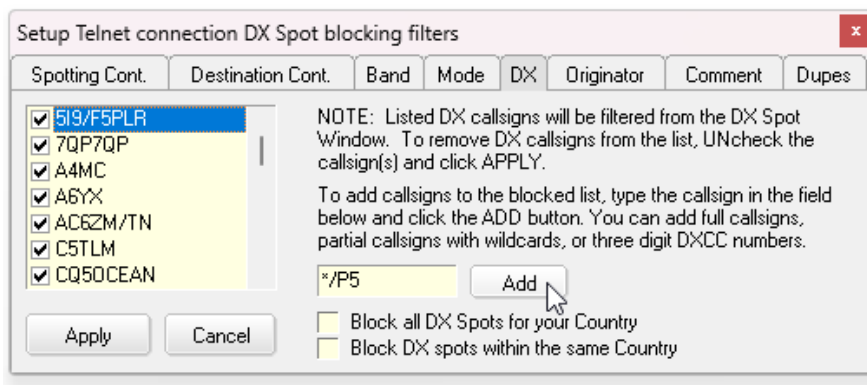 Setup Telnet connection DX Spot blocking filters
x
Spotting Cont. Destination Cont. Band Mode DX Originator Comment Dupes
5I9/F5PLR
7QP7QP
A4MC
A6YX
AC6ZM/TN
C5TLM
CQ50CEAN
NOTE: Listed DX callsigns will be filtered from the DX Spot
Window. To remove DX callsigns from the list, UNcheck the
callsign(s) and click APPLY.
To add callsigns to the blocked list, type the callsign in the field
below and click the ADD button. You can add full callsigns,
partial callsigns with wildcards, or three digit DXCC numbers.
*/P5 Add
Block all DX Spots for your Country
Block DX spots within the same Country
Apply Cancel